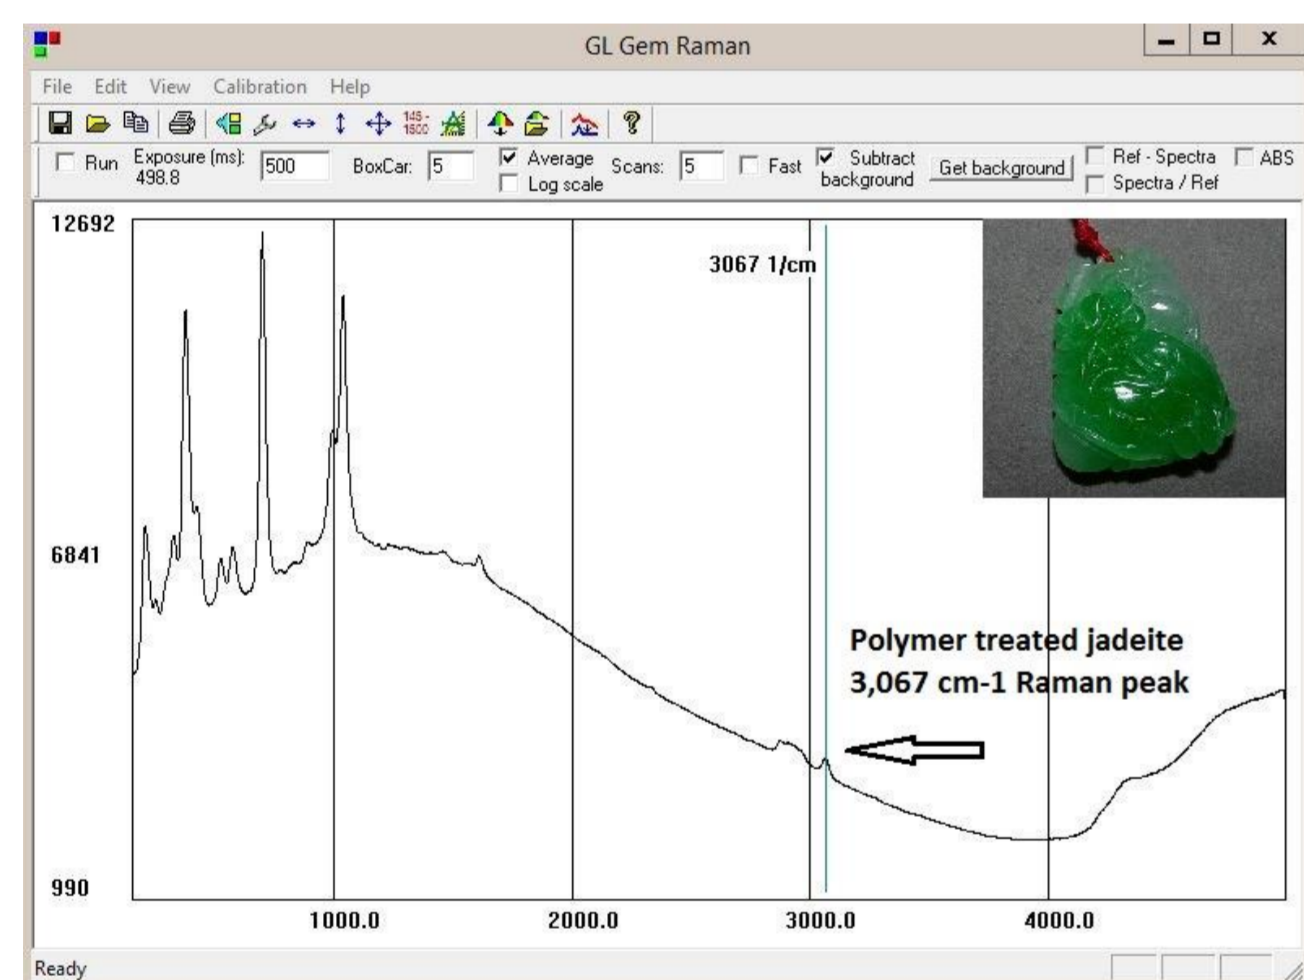 GL Gem Raman
File Edit View Calibration Help
145-
1500
Run Exposure (ms): 500 BoxCar: 5 Average Scans: 5 Fast Subtract background Get background Ref - Spectra ABS
498.8 Log scale Spectra / Ref
12692
3067 1/cm
6841
Polymer treated jadeite
3,067 cm-1 Raman peak
990
1000.0 2000.0 3000.0 4000.0
Ready